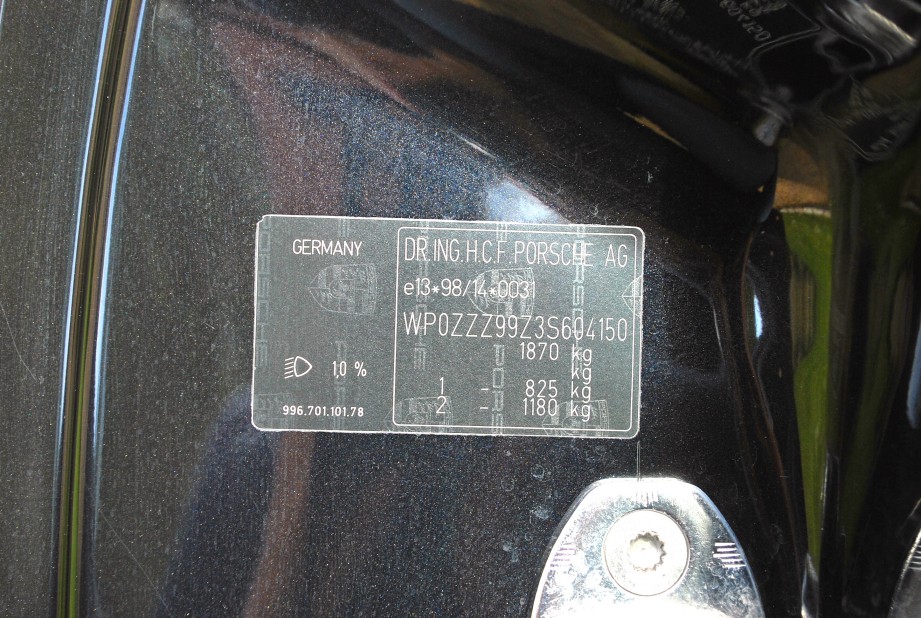 GERMANY
DR.ING.H.C.F.PORSCHE AG
e13*98/14*0031
WP0ZZZ99Z3S604150
1870 kg
kg
1 - 825 kg
2 - 1180 kg
1,0 %
996.701.101.78